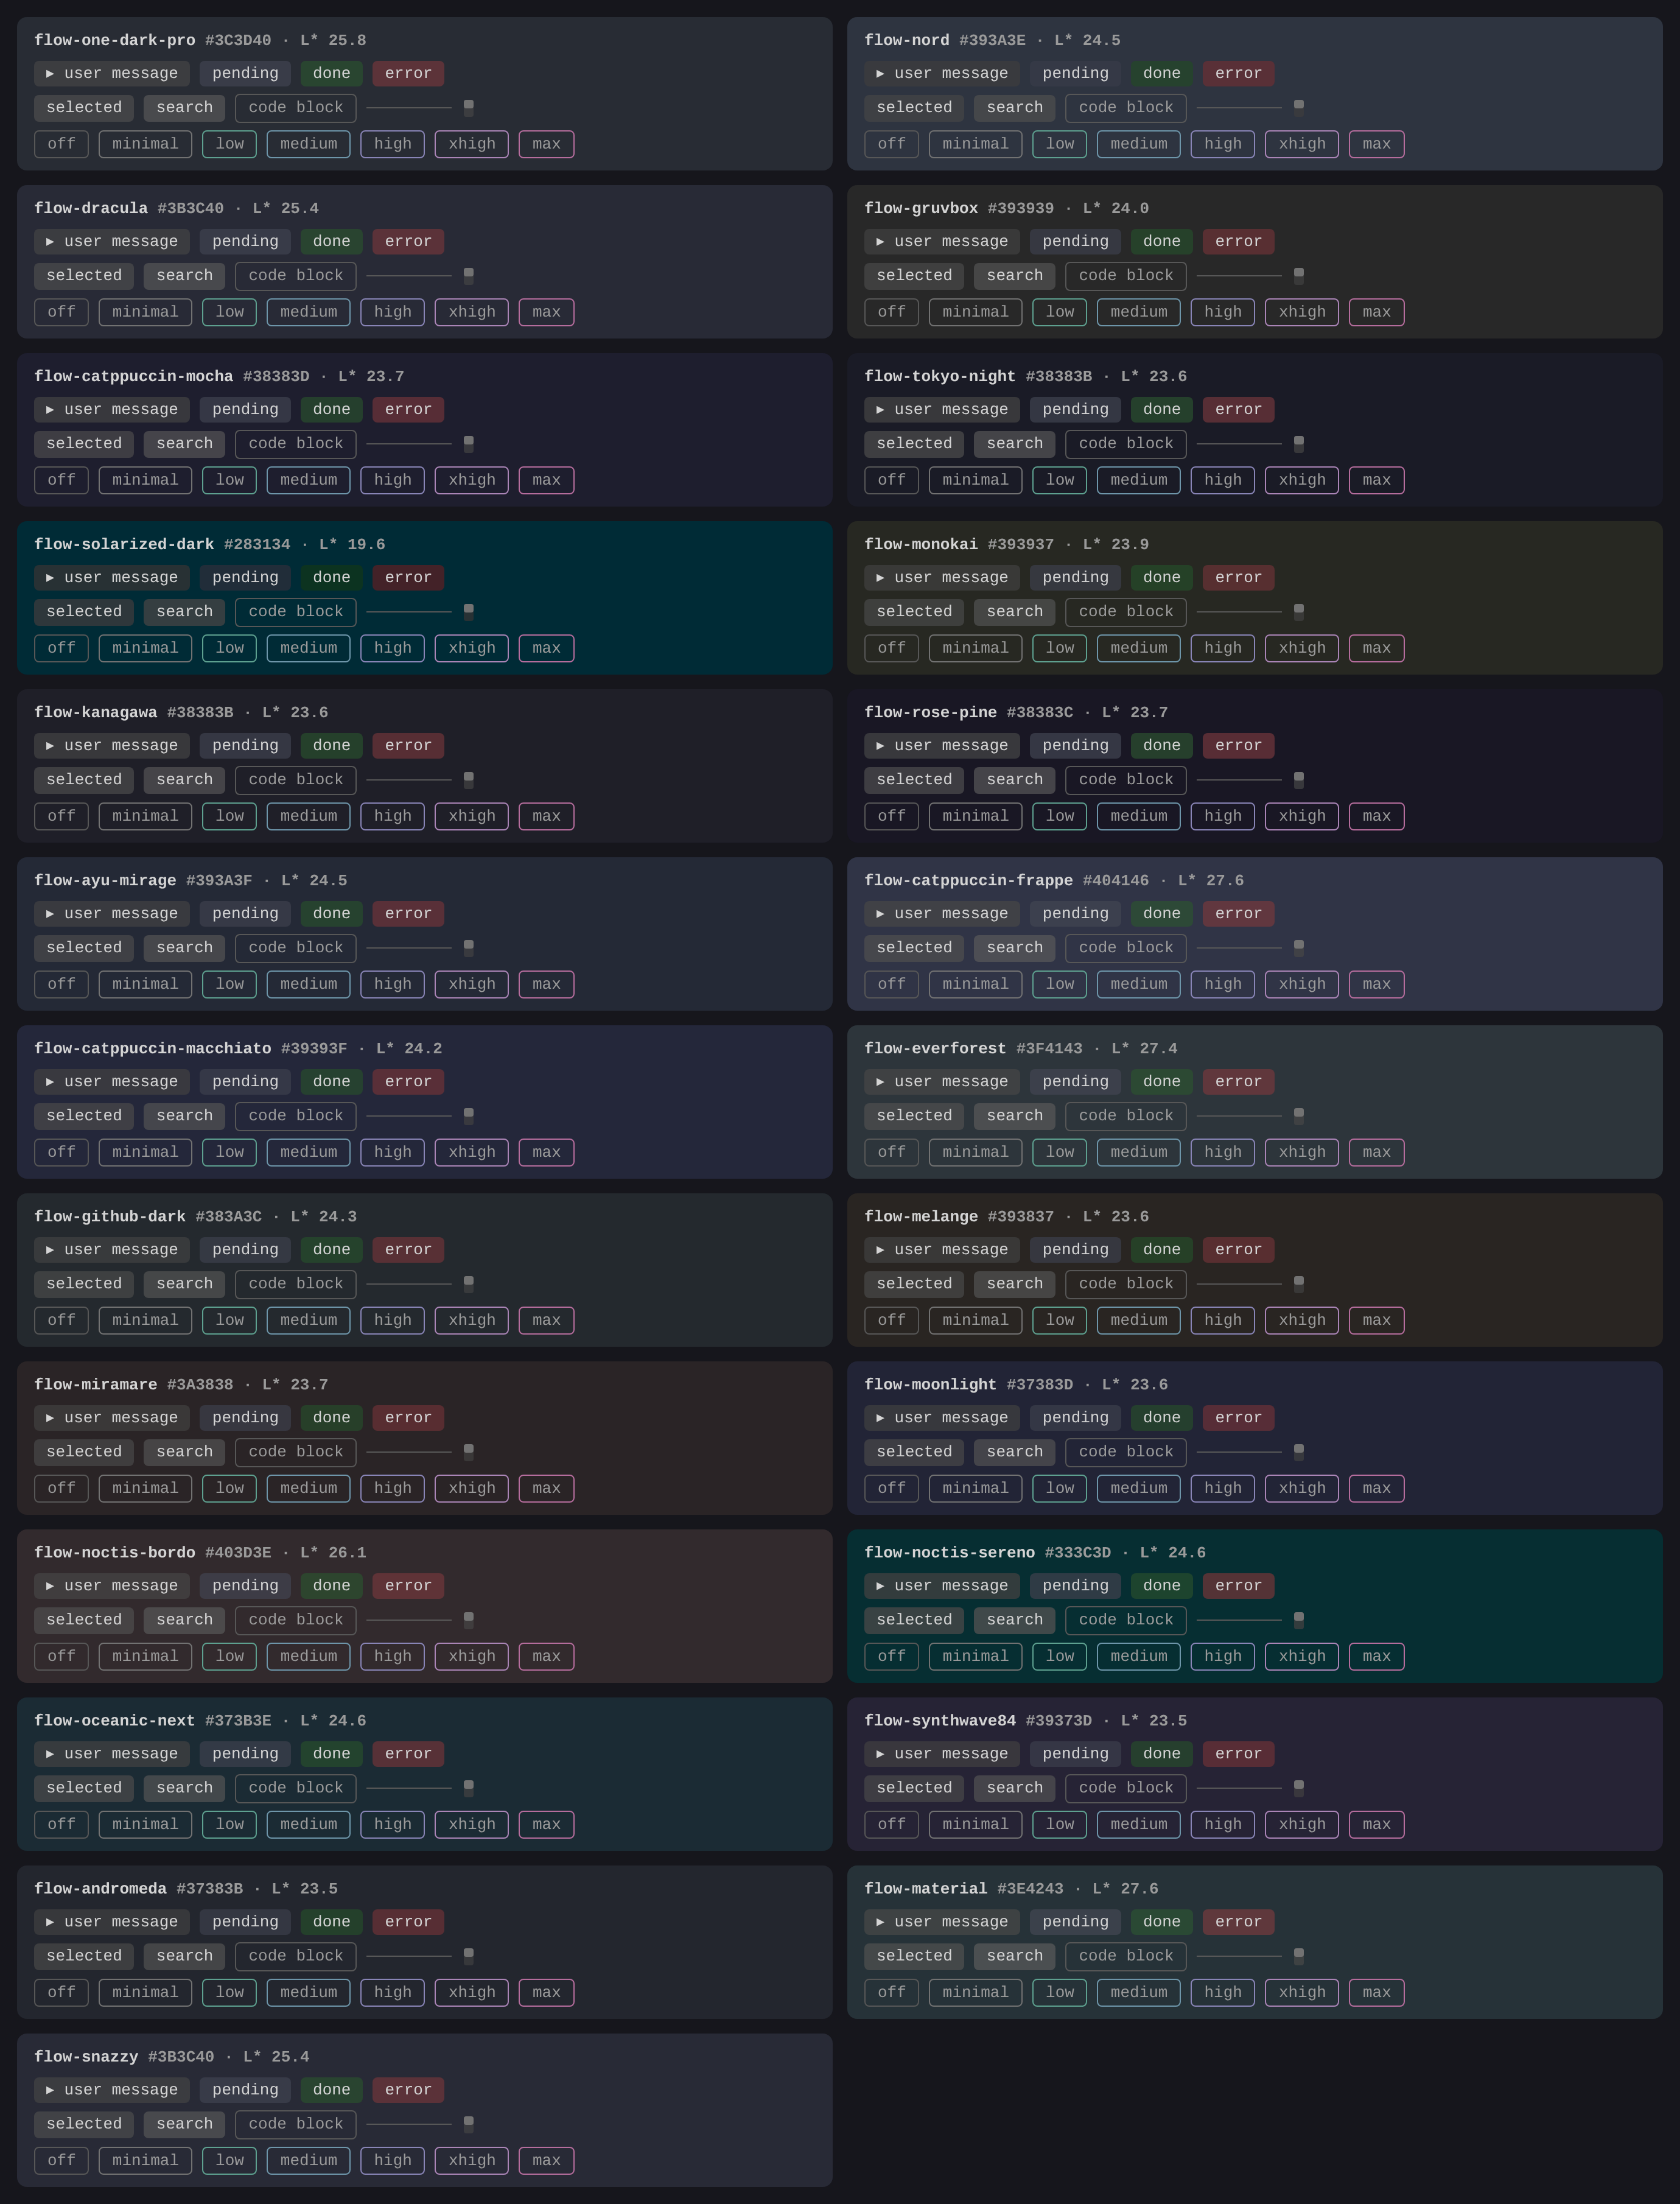 flow-one-dark-pro #3C3D40 · L* 25.8
▶ user message pending done error
selected search code block
off minimal low medium high xhigh max
flow-nord #393A3E · L* 24.5
▶ user message pending done error
selected search code block
off minimal low medium high xhigh max
flow-dracula #3B3C40 · L* 25.4
▶ user message pending done error
selected search code block
off minimal low medium high xhigh max
flow-gruvbox #393939 · L* 24.0
▶ user message pending done error
selected search code block
off minimal low medium high xhigh max
flow-catppuccin-mocha #38383D · L* 23.7
▶ user message pending done error
selected search code block
off minimal low medium high xhigh max
flow-tokyo-night #38383B · L* 23.6
▶ user message pending done error
selected search code block
off minimal low medium high xhigh max
flow-solarized-dark #283134 · L* 19.6
▶ user message pending done error
selected search code block
off minimal low medium high xhigh max
flow-monokai #393937 · L* 23.9
▶ user message pending done error
selected search code block
off minimal low medium high xhigh max
flow-kanagawa #38383B · L* 23.6
▶ user message pending done error
selected search code block
off minimal low medium high xhigh max
flow-rose-pine #38383C · L* 23.7
▶ user message pending done error
selected search code block
off minimal low medium high xhigh max
flow-ayu-mirage #393A3F · L* 24.5
▶ user message pending done error
selected search code block
off minimal low medium high xhigh max
flow-catppuccin-frappe #404146 · L* 27.6
▶ user message pending done error
selected search code block
off minimal low medium high xhigh max
flow-catppuccin-macchiato #39393F · L* 24.2
▶ user message pending done error
selected search code block
off minimal low medium high xhigh max
flow-everforest #3F4143 · L* 27.4
▶ user message pending done error
selected search code block
off minimal low medium high xhigh max
flow-github-dark #383A3C · L* 24.3
▶ user message pending done error
selected search code block
off minimal low medium high xhigh max
flow-melange #393837 · L* 23.6
▶ user message pending done error
selected search code block
off minimal low medium high xhigh max
flow-miramare #3A3838 · L* 23.7
▶ user message pending done error
selected search code block
off minimal low medium high xhigh max
flow-moonlight #37383D · L* 23.6
▶ user message pending done error
selected search code block
off minimal low medium high xhigh max
flow-noctis-bordo #403D3E · L* 26.1
▶ user message pending done error
selected search code block
off minimal low medium high xhigh max
flow-noctis-sereno #333C3D · L* 24.6
▶ user message pending done error
selected search code block
off minimal low medium high xhigh max
flow-oceanic-next #373B3E · L* 24.6
▶ user message pending done error
selected search code block
off minimal low medium high xhigh max
flow-synthwave84 #39373D · L* 23.5
▶ user message pending done error
selected search code block
off minimal low medium high xhigh max
flow-andromeda #37383B · L* 23.5
▶ user message pending done error
selected search code block
off minimal low medium high xhigh max
flow-material #3E4243 · L* 27.6
▶ user message pending done error
selected search code block
off minimal low medium high xhigh max
flow-snazzy #3B3C40 · L* 25.4
▶ user message pending done error
selected search code block
off minimal low medium high xhigh max